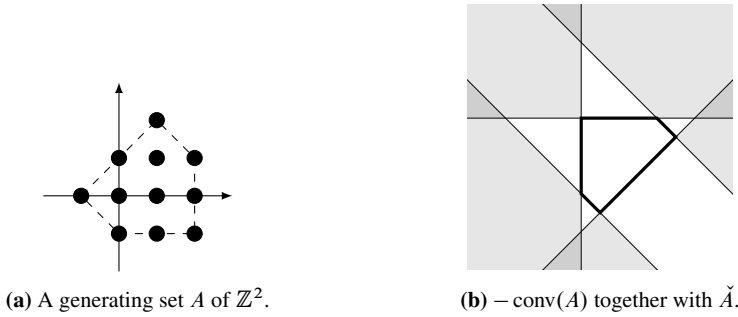 (a) A generating set A of ℤ².
(b) − conv(A) together with Ǎ.